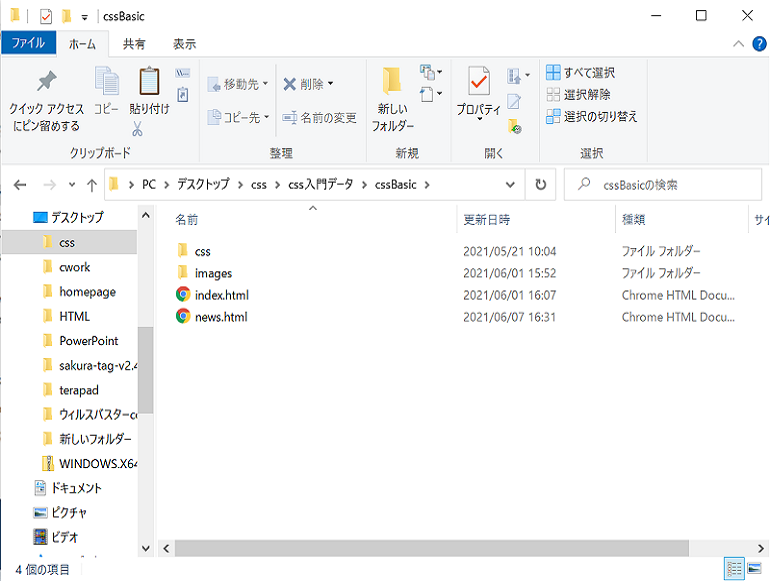 cssBasic
ファイル ホーム 共有 表示
クイック アクセス
にピン留めする
コピー
貼り付け
移動先
コピー先
削除
名前の変更
新しい
フォルダー
プロパティ
すべて選択
選択解除
選択の切り替え
クリップボード 整理 新規 開く 選択
PC デスクトップ css css入門データ cssBasic
cssBasicの検索
デスクトップ
css
cwork
homepage
HTML
PowerPoint
sakura-tag-v2.4
terapad
ウィルスバスターco
新しいフォルダー
WINDOWS.X64
ドキュメント
ピクチャ
ビデオ
名前 更新日時 種類 サイ
css 2021/05/21 10:04 ファイル フォルダー
images 2021/06/01 15:52 ファイル フォルダー
index.html 2021/06/01 16:07 Chrome HTML Docu...
news.html 2021/06/07 16:31 Chrome HTML Docu...
4 個の項目